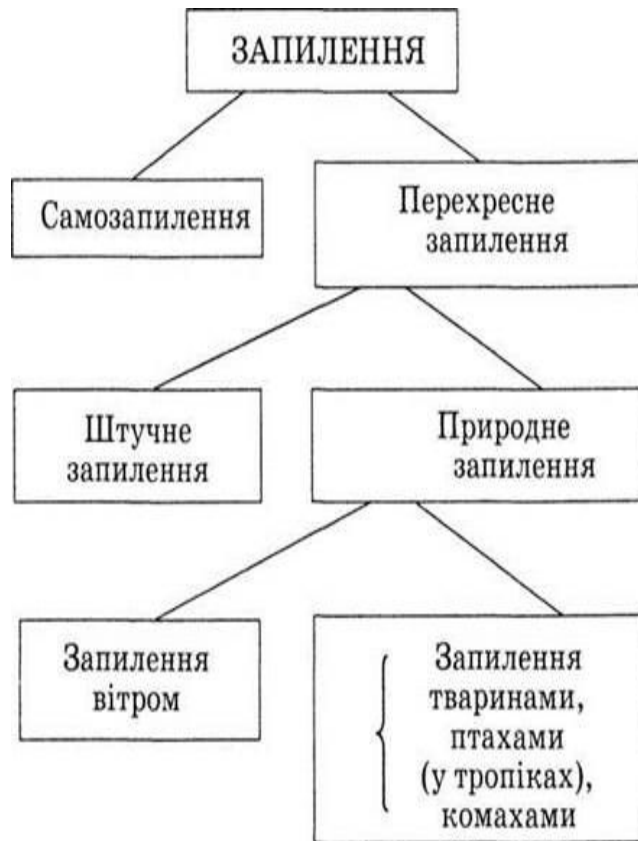 ЗАПИЛЕННЯ
Самозапилення
Перехресне
запилення
Штучне
запилення
Природне
запилення
Запилення
вітром
Запилення
тваринами,
птахами
(у тропіках),
комахами